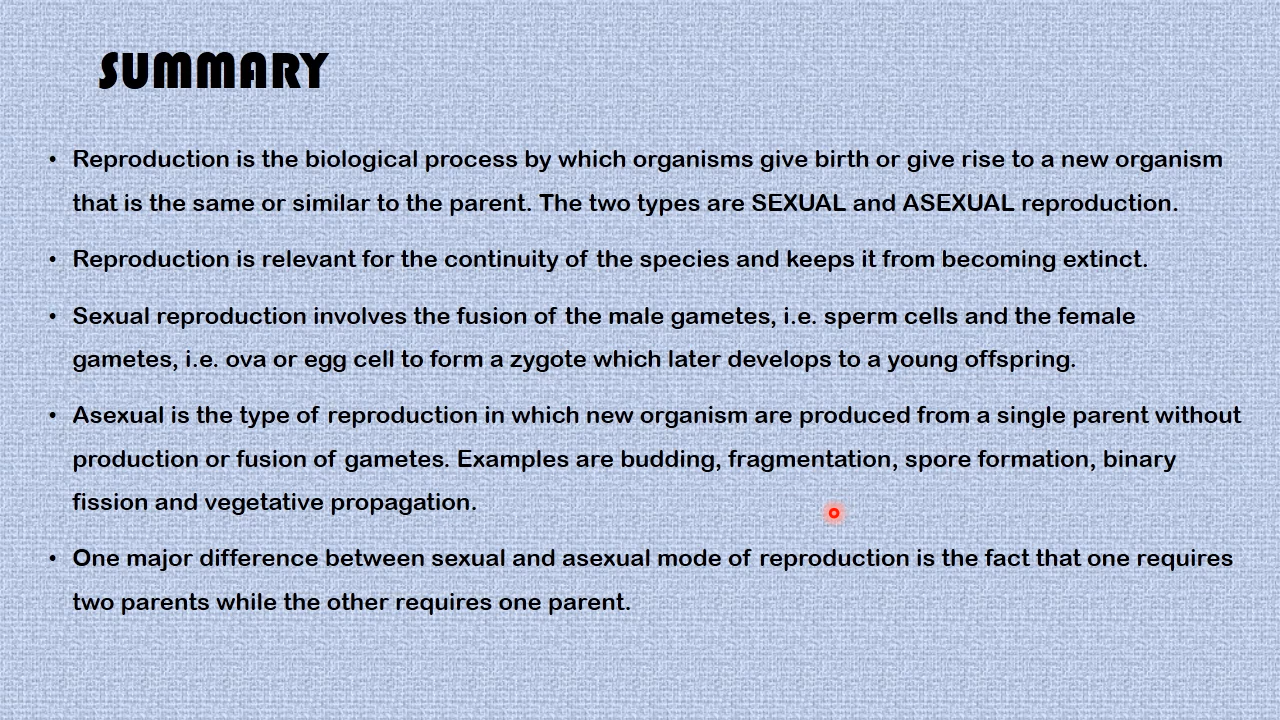 SUMMARY
• Reproduction is the biological process by which organisms give birth or give rise to a new organism
that is the same or similar to the parent. The two types are SEXUAL and ASEXUAL reproduction.
• Reproduction is relevant for the continuity of the species and keeps it from becoming extinct.
• Sexual reproduction involves the fusion of the male gametes, i.e. sperm cells and the female
gametes, i.e. ova or egg cell to form a zygote which later develops to a young offspring.
• Asexual is the type of reproduction in which new organism are produced from a single parent without
production or fusion of gametes. Examples are budding, fragmentation, spore formation, binary
fission and vegetative propagation.
• One major difference between sexual and asexual mode of reproduction is the fact that one requires
two parents while the other requires one parent.